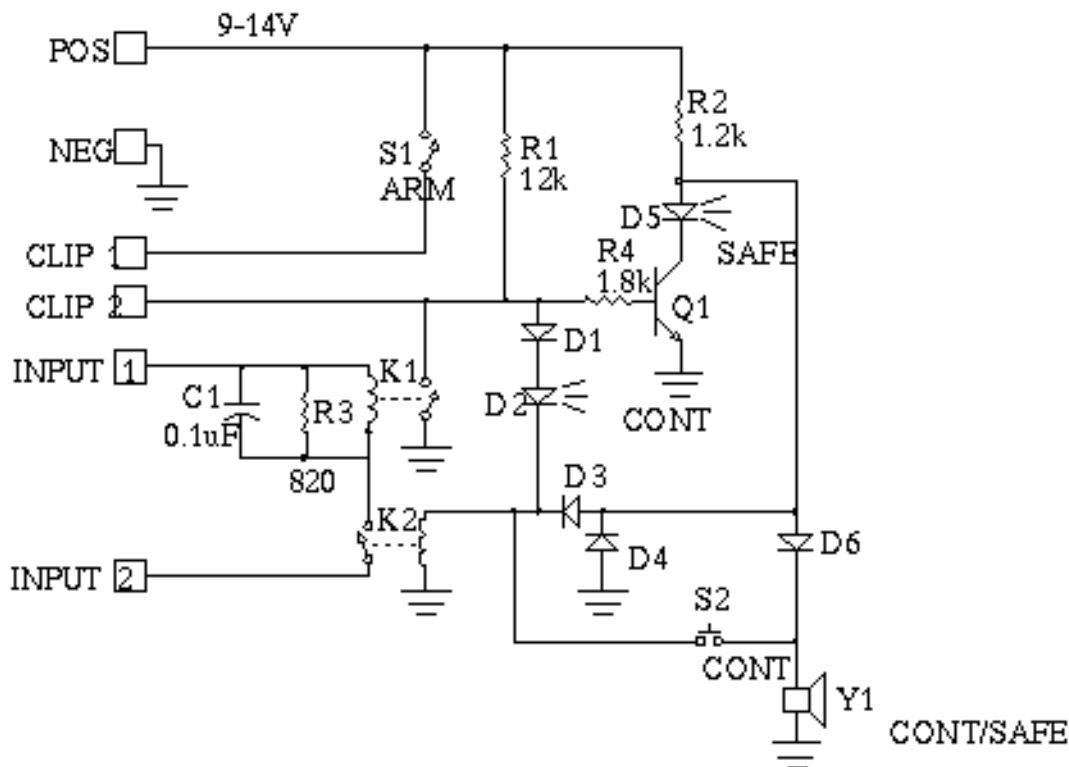 9-14V
POS
R2
1.2k
NEG
S1
ARM
R1
12k
D5
SAFE
CLIP 1
R4
1.8k
CLIP 2
Q1
D1
INPUT 1
K1
C1
0.1uF
R3
D2
CONT
820
D3
K2
D4
D6
INPUT 2
S2
CONT
Y1
CONT/SAFE